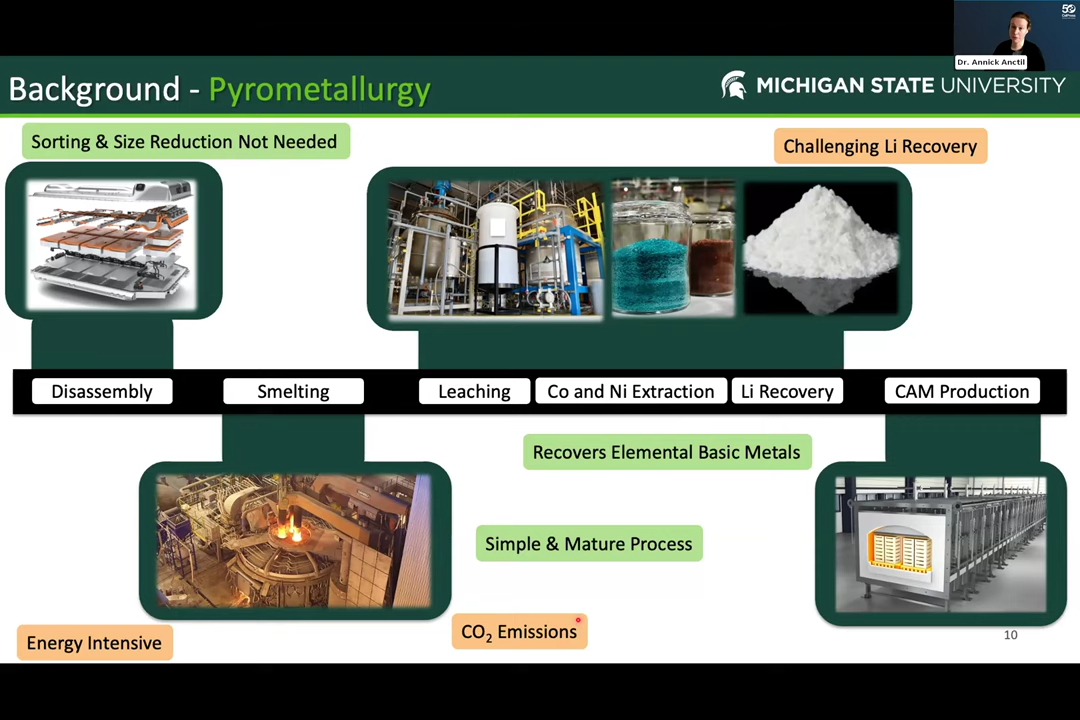 50
CalPress
Dr. Annick Anctil
Background - Pyrometallurgy
MICHIGAN STATE UNIVERSITY
Sorting & Size Reduction Not Needed
Challenging Li Recovery
Disassembly
Smelting
Leaching
Co and Ni Extraction
Li Recovery
CAM Production
Recovers Elemental Basic Metals
Simple & Mature Process
CO₂ Emissions
Energy Intensive
10